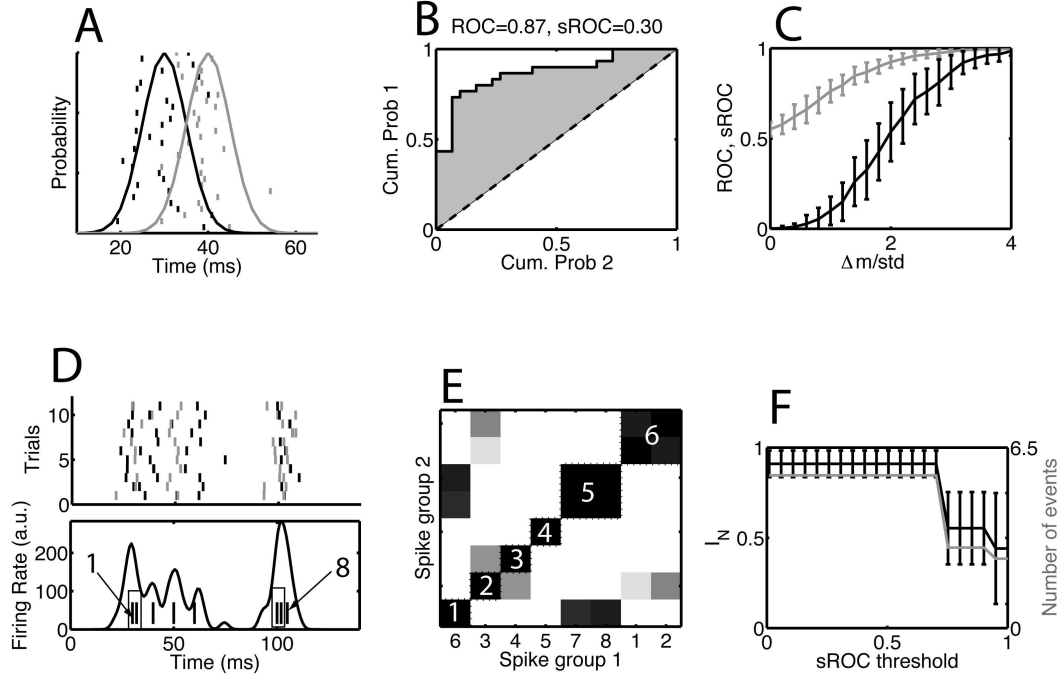 A
Probability
20 40 60
Time (ms)
B
ROC=0.87, sROC=0.30
Cum. Prob 1
1
0.5
0
0 0.5 1
Cum. Prob 2
C
ROC, sROC
1
0.5
0
0 2 4
Δm/std
D
Trials
10
5
0
Firing Rate (a.u.)
200
100
0
1
8
0 50 100
Time (ms)
E
Spike group 2
6
5
4
3
2
1
6 3 4 5 7 8 1 2
Spike group 1
F
I_N
1
0.5
0
6.5
0
Number of events
0 0.5 1
sROC threshold